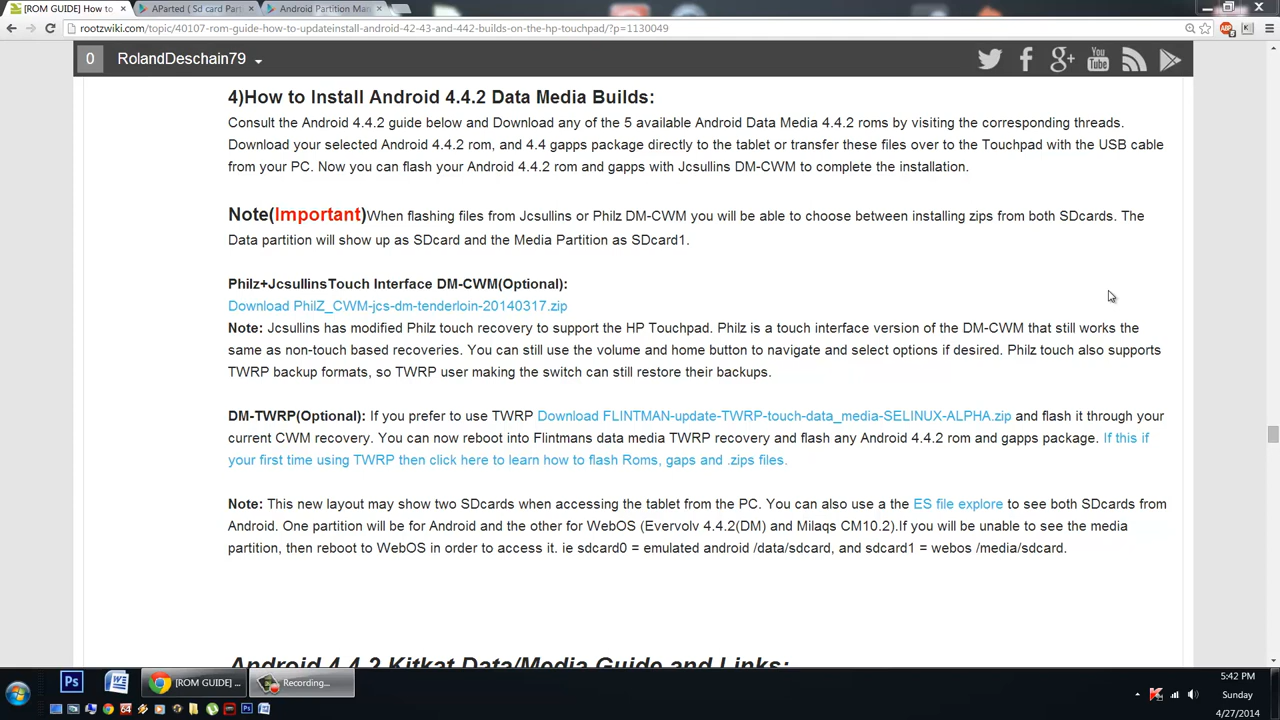 [ROM GUIDE] How to
AParted ( Sd card Part
Android Partition Man
rootzwiki.com/topic/40107-rom-guide-how-to-updateinstall-android-42-43-and-442-builds-on-the-hp-touchpad/?p=1130049
0 RolandDeschain79
You Tube
4)How to Install Android 4.4.2 Data Media Builds:
Consult the Android 4.4.2 guide below and Download any of the 5 available Android Data Media 4.4.2 roms by visiting the corresponding threads.
Download your selected Android 4.4.2 rom, and 4.4 gapps package directly to the tablet or transfer these files over to the Touchpad with the USB cable
from your PC. Now you can flash your Android 4.4.2 rom and gapps with Jcsullins DM-CWM to complete the installation.
Note(Important)When flashing files from Jcsullins or Philz DM-CWM you will be able to choose between installing zips from both SDcards. The
Data partition will show up as SDcard and the Media Partition as SDcard1.
Philz+JcsullinsTouch Interface DM-CWM(Optional):
Download PhilZ_CWM-jcs-dm-tenderloin-20140317.zip
Note: Jcsullins has modified Philz touch recovery to support the HP Touchpad. Philz is a touch interface version of the DM-CWM that still works the
same as non-touch based recoveries. You can still use the volume and home button to navigate and select options if desired. Philz touch also supports
TWRP backup formats, so TWRP user making the switch can still restore their backups.
DM-TWRP(Optional): If you prefer to use TWRP Download FLINTMAN-update-TWRP-touch-data_media-SELINUX-ALPHA.zip and flash it through your
current CWM recovery. You can now reboot into Flintmans data media TWRP recovery and flash any Android 4.4.2 rom and gapps package. If this if
your first time using TWRP then click here to learn how to flash Roms, gaps and .zips files.
Note: This new layout may show two SDcards when accessing the tablet from the PC. You can also use a the ES file explore to see both SDcards from
Android. One partition will be for Android and the other for WebOS (Evervolv 4.4.2(DM) and Milaqs CM10.2).If you will be unable to see the media
partition, then reboot to WebOS in order to access it. ie sdcard0 = emulated android /data/sdcard, and sdcard1 = webos /media/sdcard.
Android 4.4.2 Kitkat Data/Media Guide and Links:
Ps
[ROM GUIDE] ...
Recording...
5:42 PM
Sunday
4/27/2014